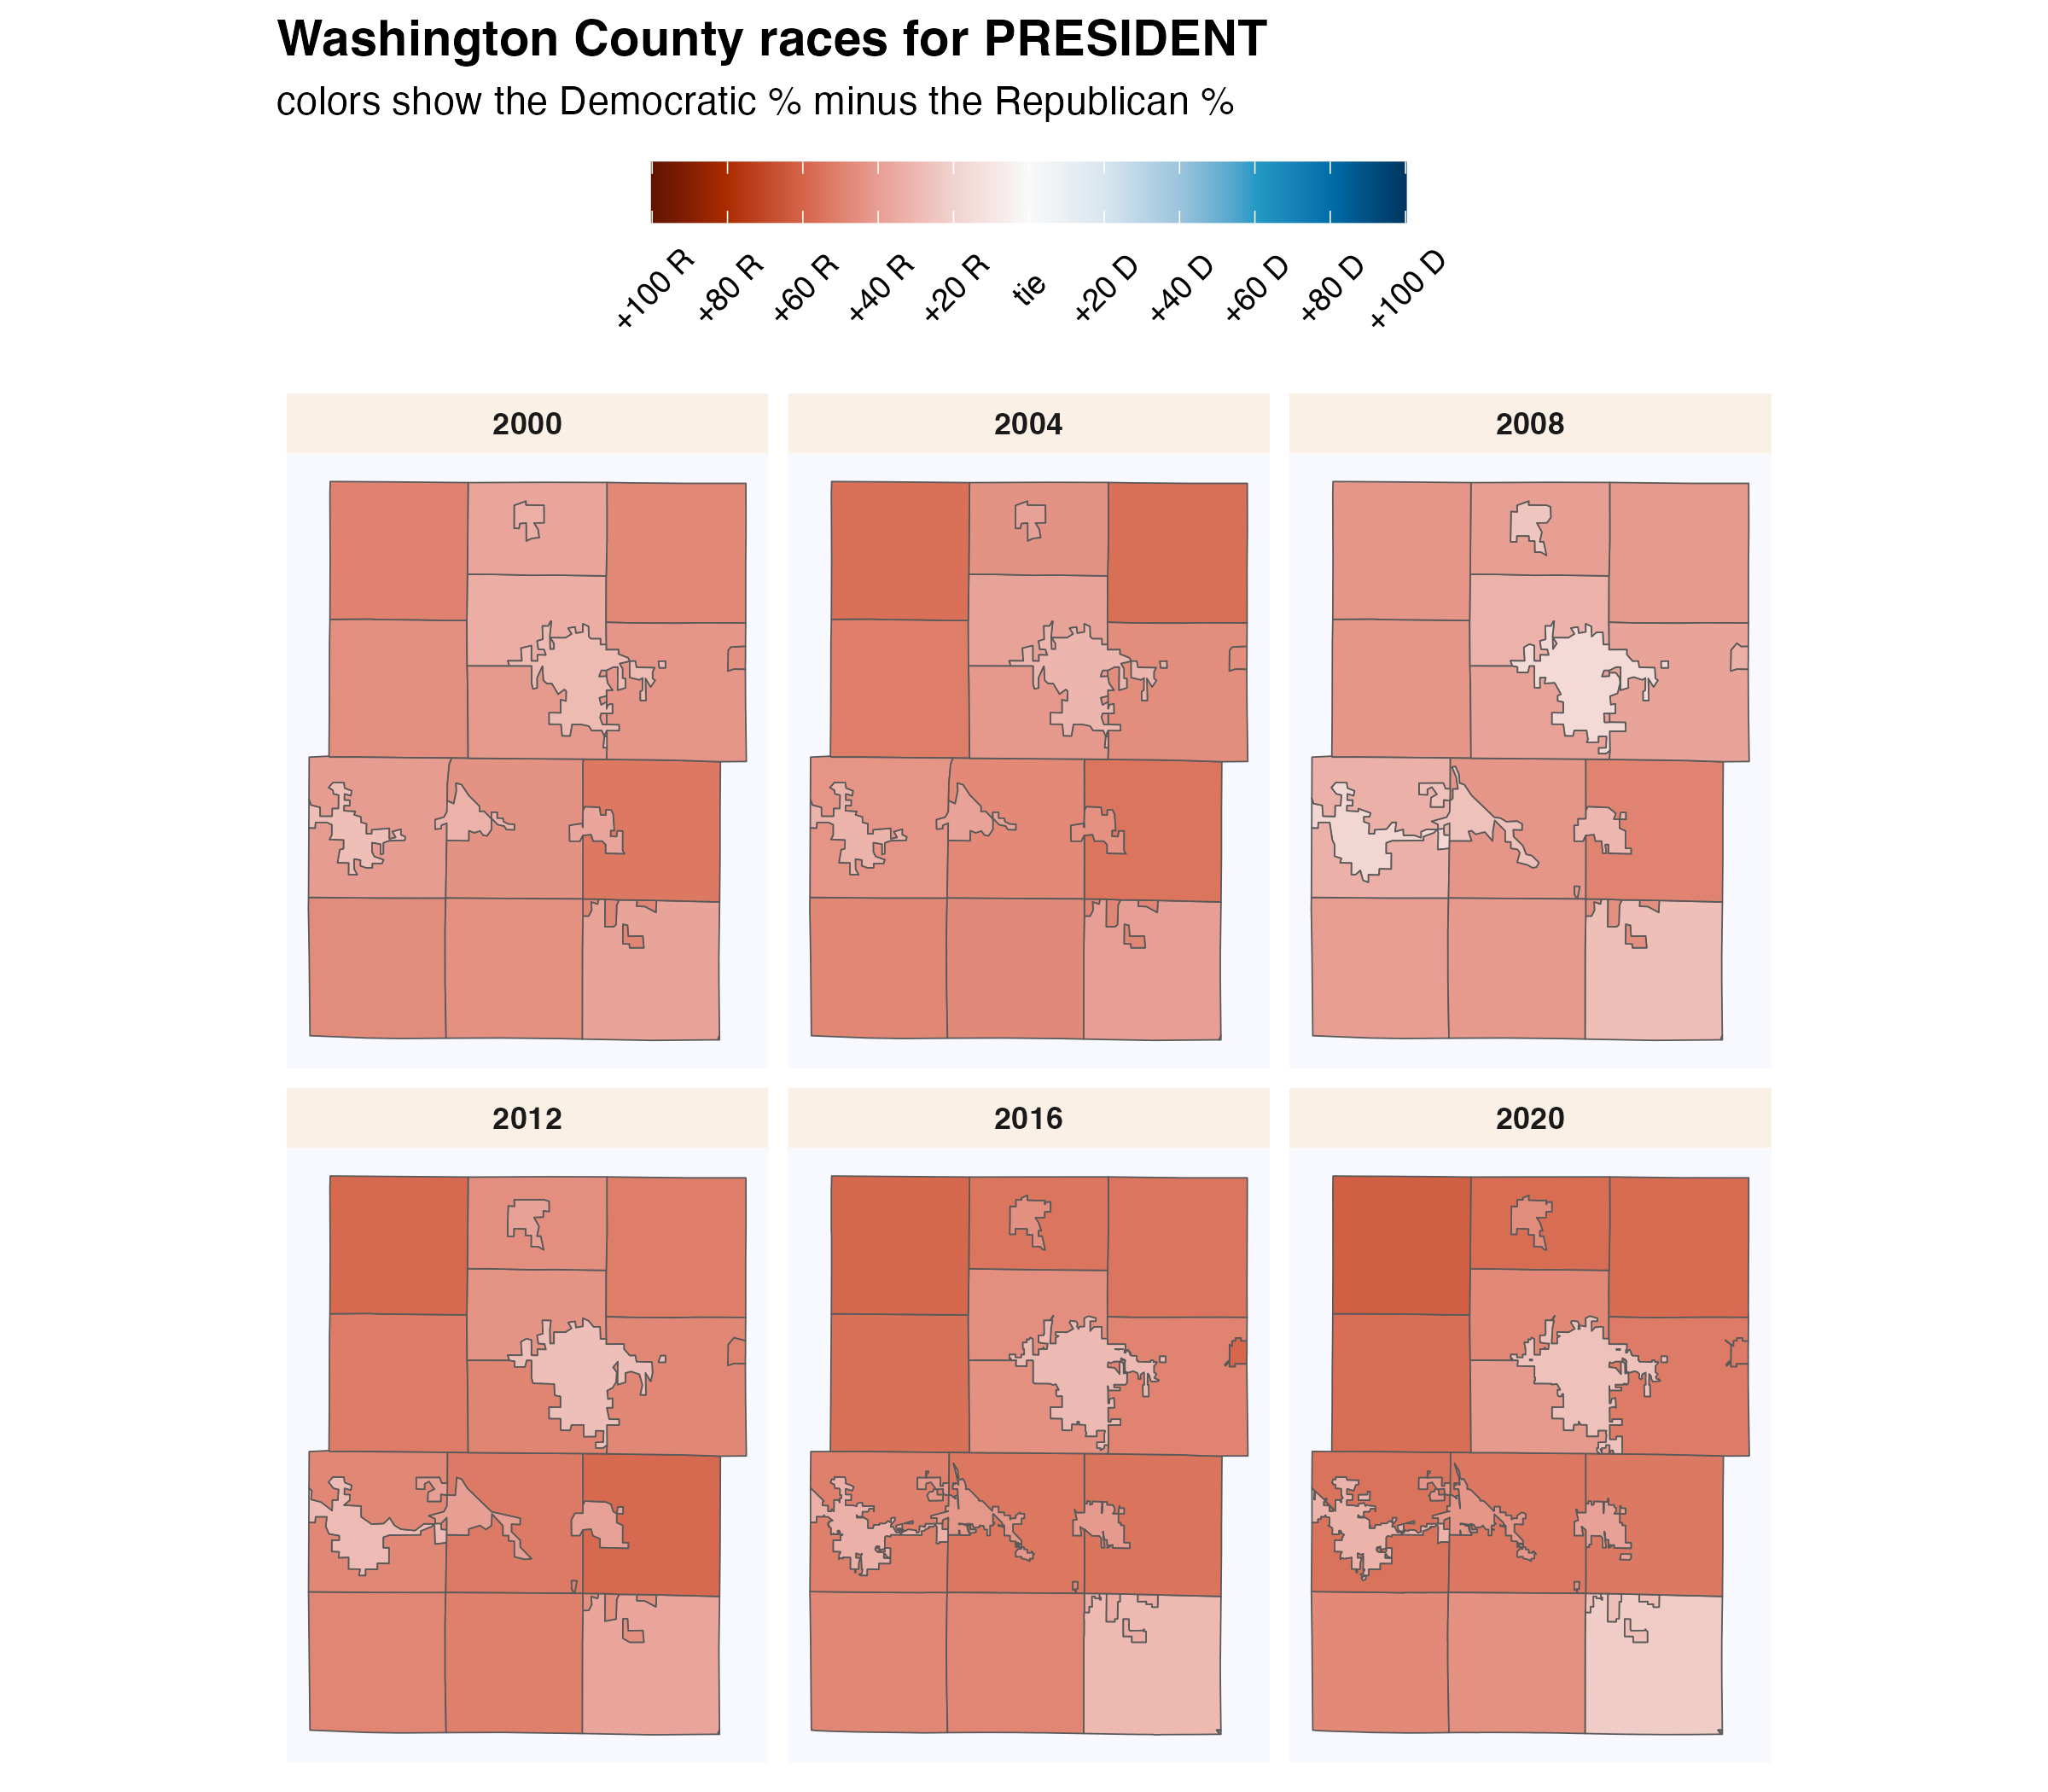 Washington County races for PRESIDENT
colors show the Democratic % minus the Republican %
+100 R +80 R +60 R +40 R +20 R tie +20 D +40 D +60 D +80 D +100 D
2000 2004 2008
2012 2016 2020